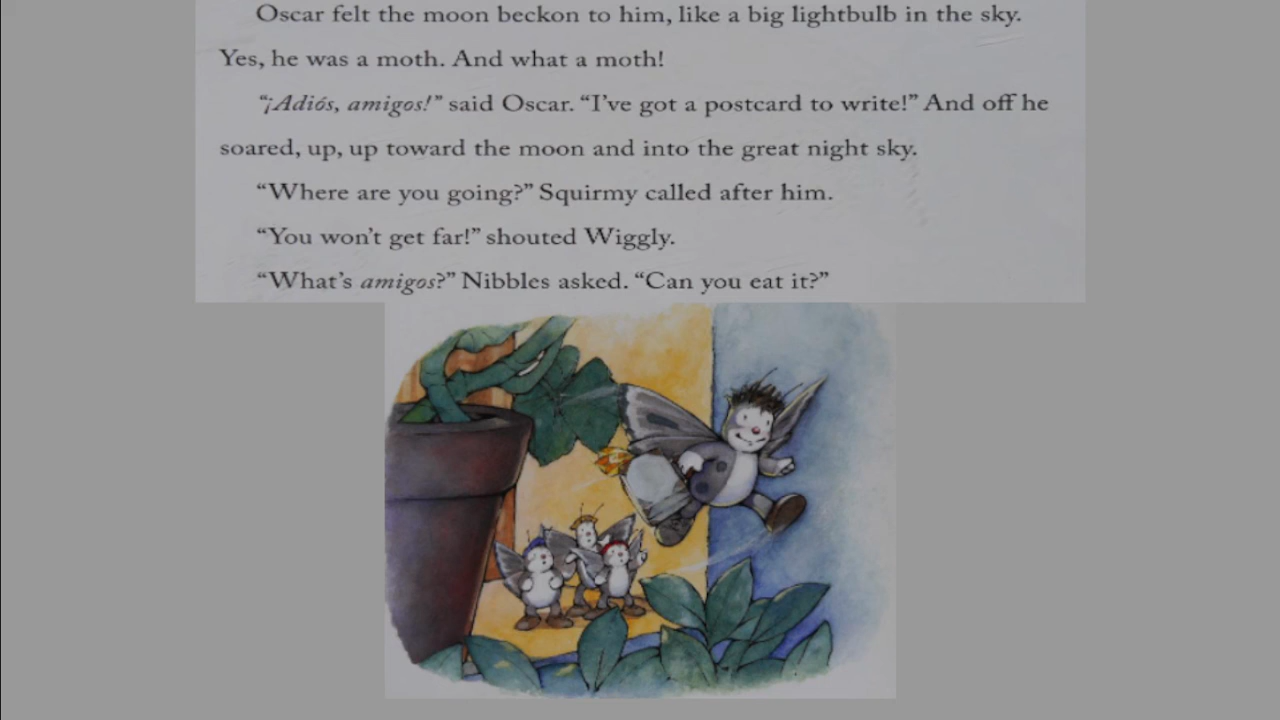 Oscar felt the moon beckon to him, like a big lightbulb in the sky.
Yes, he was a moth. And what a moth!
“¡Adiós, amigos!” said Oscar. “I’ve got a postcard to write!” And off he
soared, up, up toward the moon and into the great night sky.
“Where are you going?” Squirmy called after him.
“You won’t get far!” shouted Wiggly.
“What’s amigos?” Nibbles asked. “Can you eat it?”